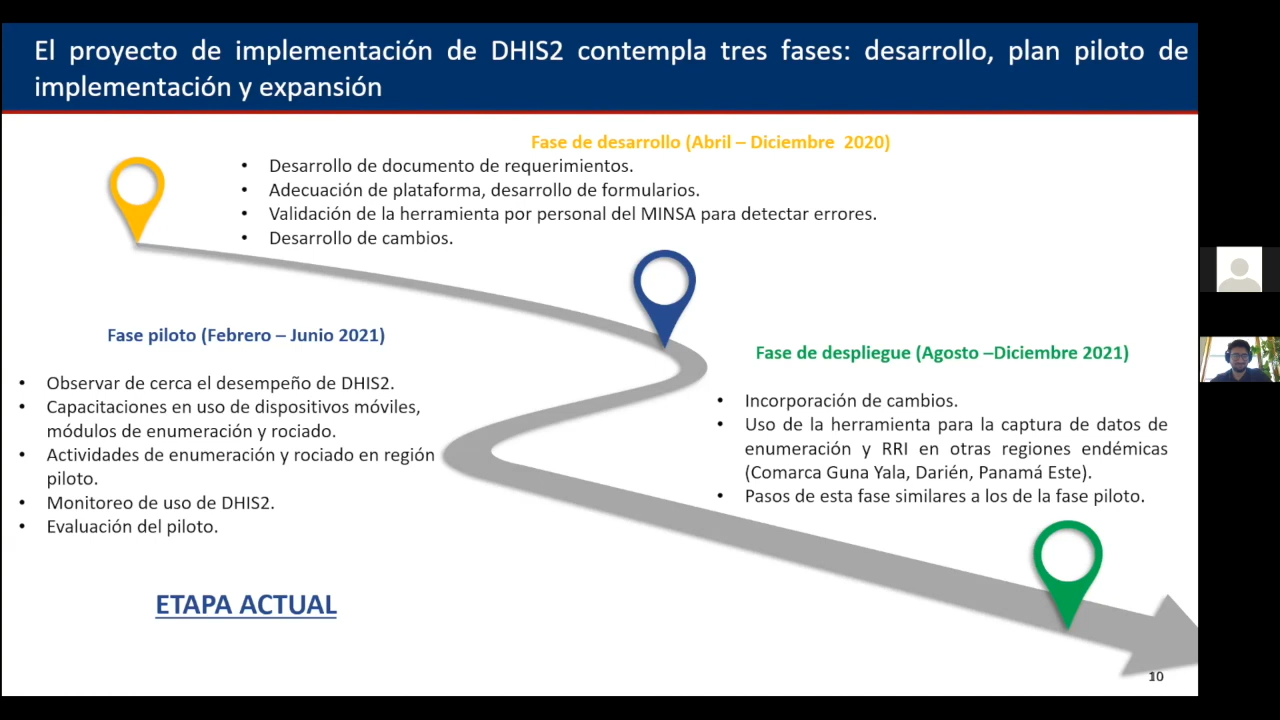 El proyecto de implementación de DHIS2 contempla tres fases: desarrollo, plan piloto de
implementación y expansión
Fase de desarrollo (Abril – Diciembre 2020)
• Desarrollo de documento de requerimientos.
• Adecuación de plataforma, desarrollo de formularios.
• Validación de la herramienta por personal del MINSA para detectar errores.
• Desarrollo de cambios.
Fase piloto (Febrero – Junio 2021)
• Observar de cerca el desempeño de DHIS2.
• Capacitaciones en uso de dispositivos móviles,
módulos de enumeración y rociado.
• Actividades de enumeración y rociado en región
piloto.
• Monitoreo de uso de DHIS2.
• Evaluación del piloto.
ETAPA ACTUAL
Fase de despliegue (Agosto –Diciembre 2021)
• Incorporación de cambios.
• Uso de la herramienta para la captura de datos de
enumeración y RRI en otras regiones endémicas
(Comarca Guna Yala, Darién, Panamá Este).
• Pasos de esta fase similares a los de la fase piloto.
10